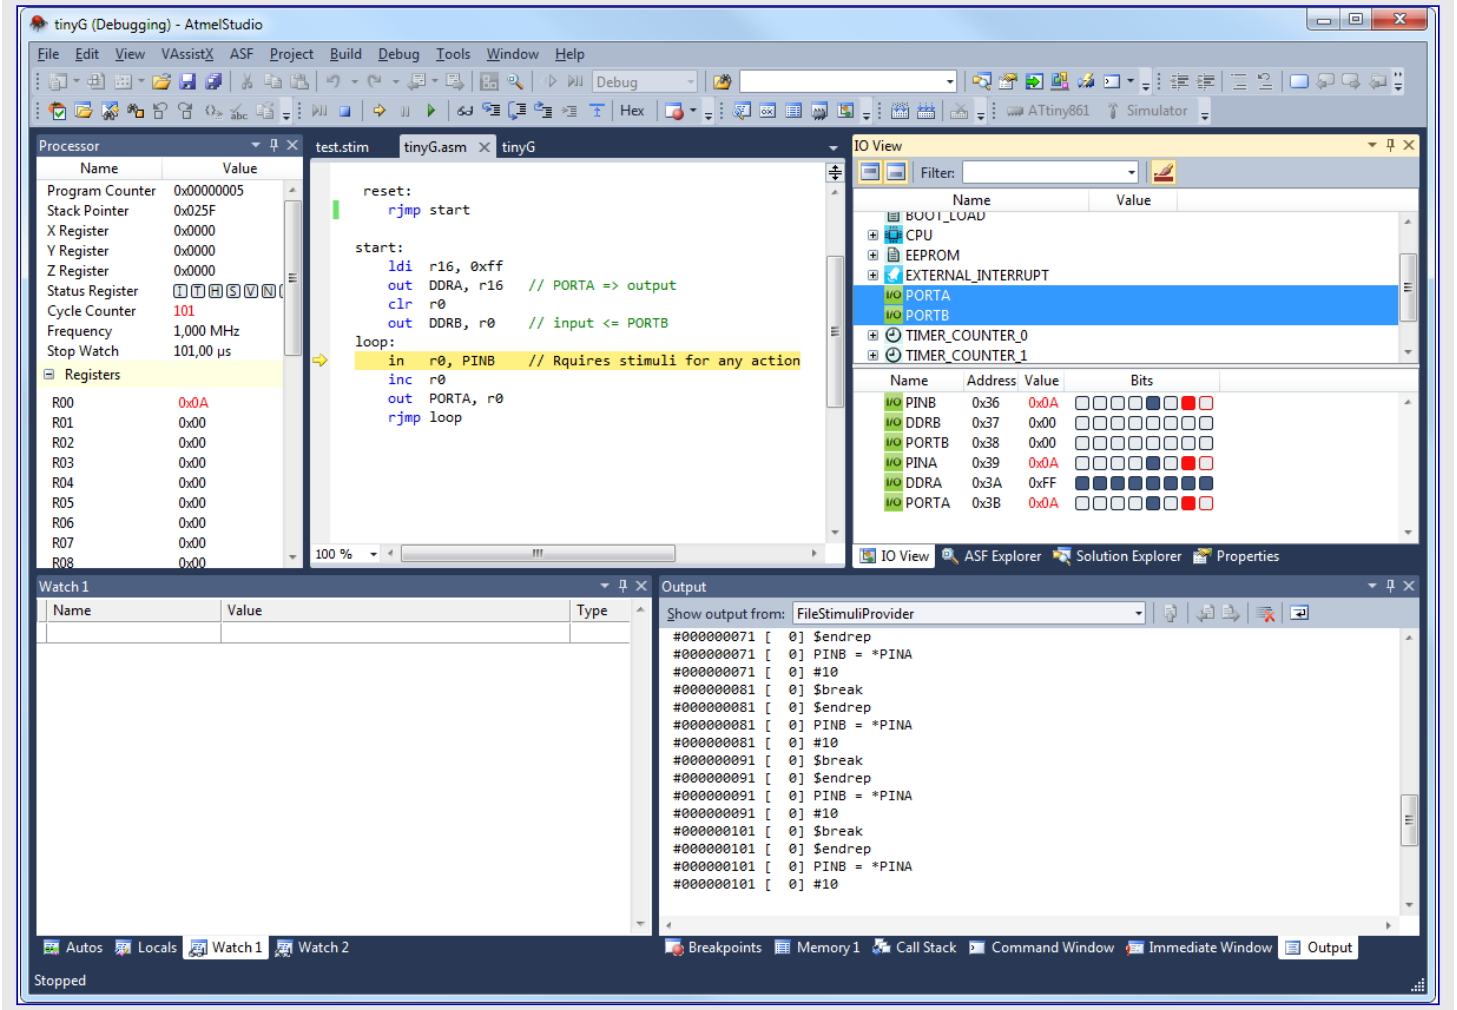 tinyG (Debugging) - AtmelStudio
File Edit View VAssistX ASF Project Build Debug Tools Window Help
Debug
Hex ATtiny861 Simulator
Processor
Name Value
Program Counter 0x00000005
Stack Pointer 0x025F
X Register 0x0000
Y Register 0x0000
Z Register 0x0000
Status Register I T H S V N
Cycle Counter 101
Frequency 1,000 MHz
Stop Watch 101,00 µs
Registers
R00 0x0A
R01 0x00
R02 0x00
R03 0x00
R04 0x00
R05 0x00
R06 0x00
R07 0x00
R08 0x00
test.stim tinyG.asm tinyG
reset:
rjmp start
start:
ldi r16, 0xff
out DDRA, r16 // PORTA => output
clr r0
out DDRB, r0 // input <= PORTB
loop:
in r0, PINB // Rquires stimuli for any action
inc r0
out PORTA, r0
rjmp loop
100 %
IO View
Filter:
Name Value
BOOT_LOAD
CPU
EEPROM
EXTERNAL_INTERRUPT
I/O PORTA
I/O PORTB
TIMER_COUNTER_0
TIMER_COUNTER_1
Name Address Value Bits
I/O PINB 0x36 0x0A
I/O DDRB 0x37 0x00
I/O PORTB 0x38 0x00
I/O PINA 0x39 0x0A
I/O DDRA 0x3A 0xFF
I/O PORTA 0x3B 0x0A
IO View ASF Explorer Solution Explorer Properties
Watch 1
Name Value Type
Autos Locals Watch 1 Watch 2
Output
Show output from: FileStimuliProvider
#000000071 [ 0] $endrep
#000000071 [ 0] PINB = *PINA
#000000071 [ 0] #10
#000000081 [ 0] $break
#000000081 [ 0] $endrep
#000000081 [ 0] PINB = *PINA
#000000081 [ 0] #10
#000000091 [ 0] $break
#000000091 [ 0] $endrep
#000000091 [ 0] PINB = *PINA
#000000091 [ 0] #10
#000000101 [ 0] $break
#000000101 [ 0] $endrep
#000000101 [ 0] PINB = *PINA
#000000101 [ 0] #10
Breakpoints Memory 1 Call Stack Command Window Immediate Window Output
Stopped